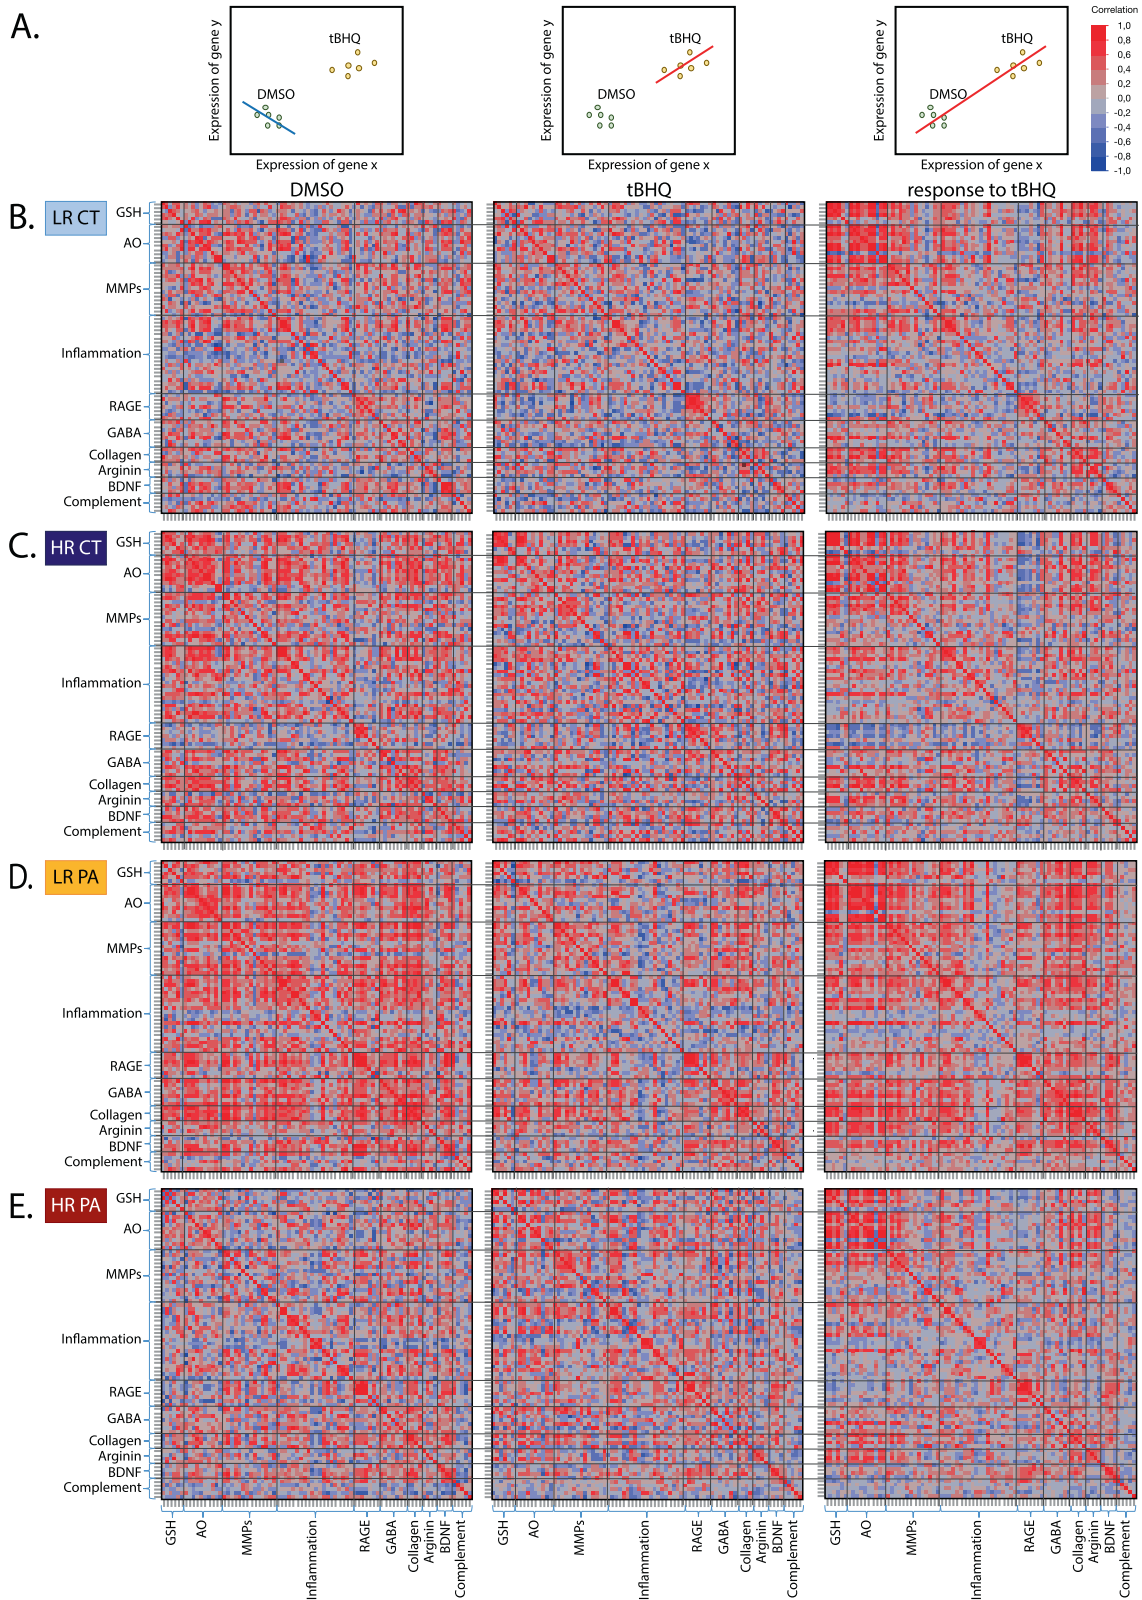 A.
Expression of gene y
tBHQ
DMSO
Expression of gene x
Expression of gene y
tBHQ
DMSO
Expression of gene x
Expression of gene y
tBHQ
DMSO
Expression of gene x
Correlation
1,0
0,8
0,6
0,4
0,2
0,0
-0,2
-0,4
-0,6
-0,8
-1,0
DMSO
tBHQ
response to tBHQ
B.
LR CT
GSH
AO
MMPs
Inflammation
RAGE
GABA
Collagen
Arginin
BDNF
Complement
C.
HR CT
GSH
AO
MMPs
Inflammation
RAGE
GABA
Collagen
Arginin
BDNF
Complement
D.
LR PA
GSH
AO
MMPs
Inflammation
RAGE
GABA
Collagen
Arginin
BDNF
Complement
E.
HR PA
GSH
AO
MMPs
Inflammation
RAGE
GABA
Collagen
Arginin
BDNF
Complement
GSH
AO
MMPs
Inflammation
RAGE
GABA
Collagen
Arginin
BDNF
Complement
GSH
AO
MMPs
Inflammation
RAGE
GABA
Collagen
Arginin
BDNF
Complement
GSH
AO
MMPs
Inflammation
RAGE
GABA
Collagen
Arginin
BDNF
Complement